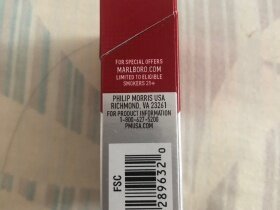 FOR SPECIAL OFFERS
MARLBORO.COM
LIMITED TO ELIGIBLE
SMOKERS 21+
PHILIP MORRIS USA
RICHMOND, VA 23261
FOR PRODUCT INFORMATION
1-800-627-5200
PMUSA.COM
FSC
289632 0